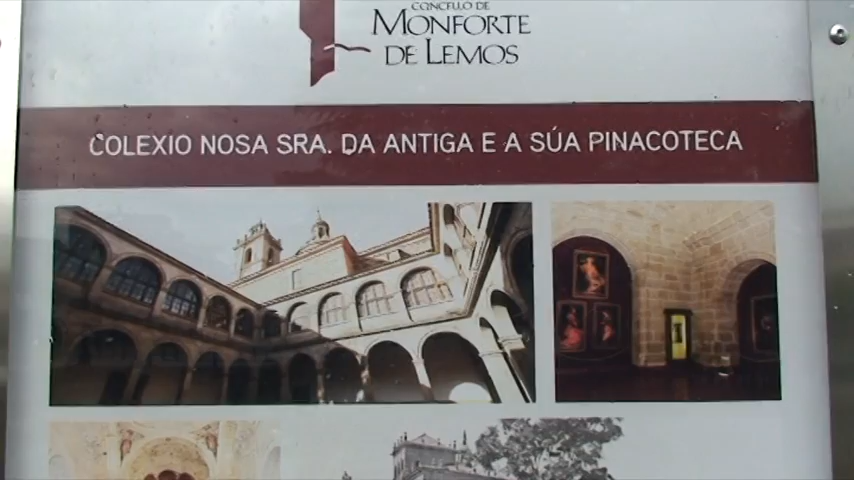 CONCELLO DE
MONFORTE
DE LEMOS
COLEXIO NOSA SRA. DA ANTIGA E A SÚA PINACOTECA